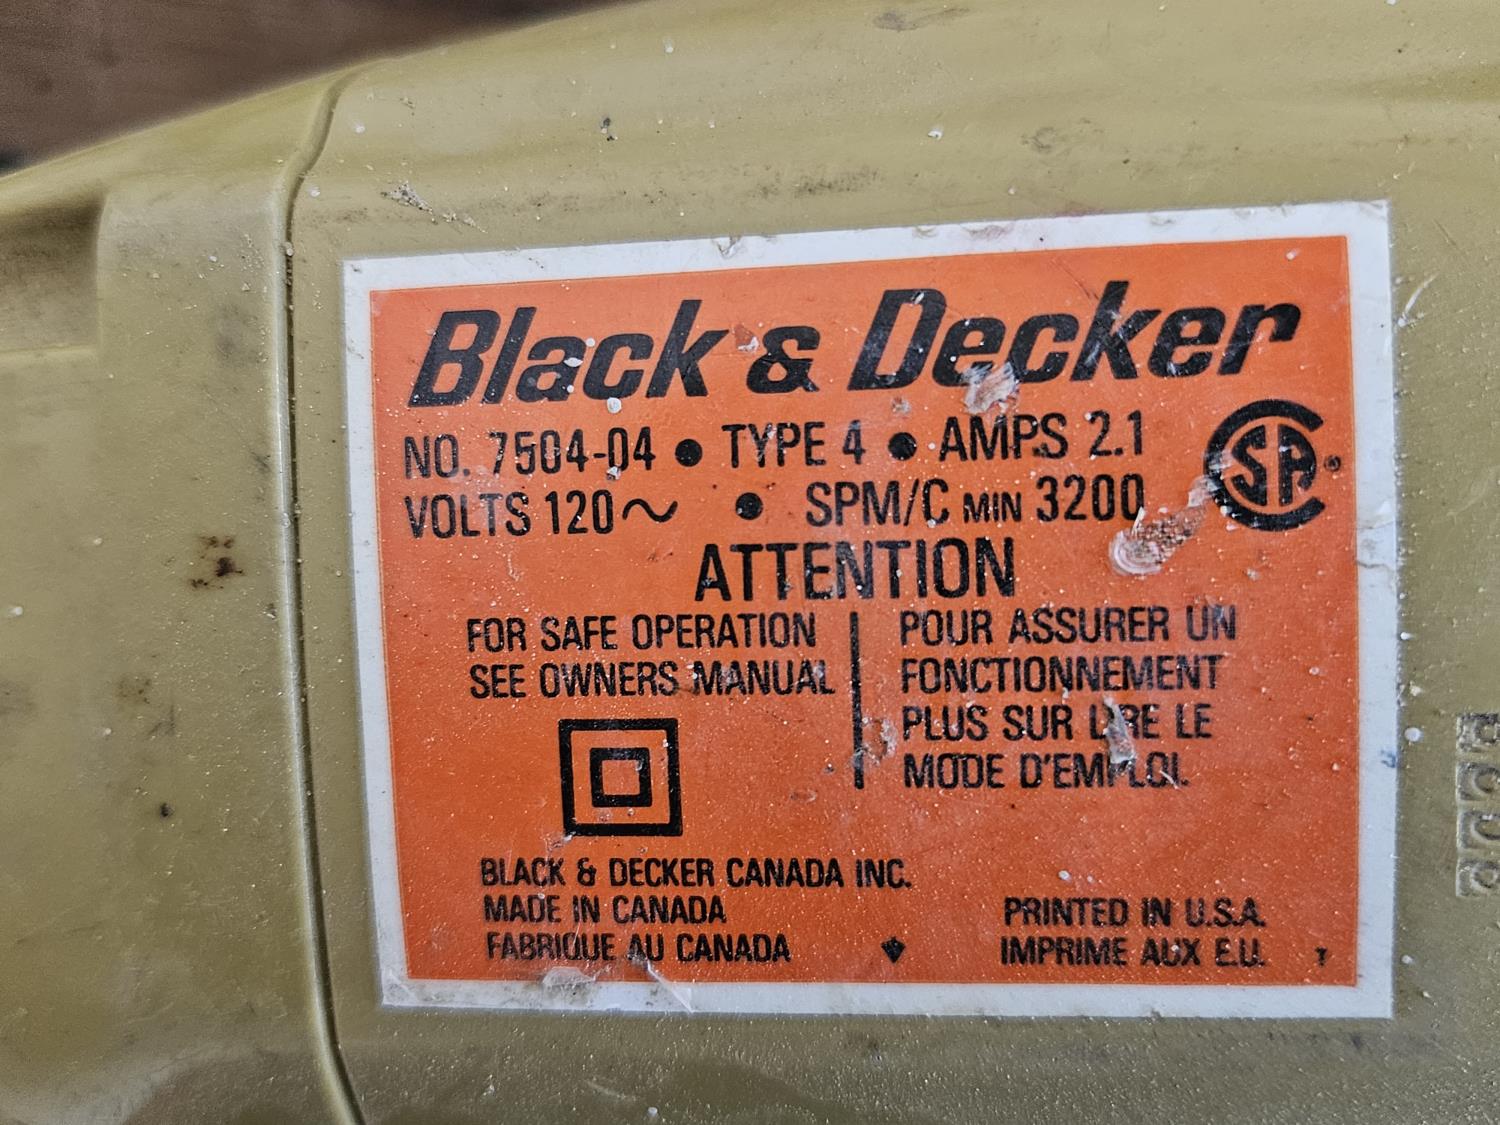 Black & Decker
NO. 7504-04 • TYPE 4 • AMPS 2.1
VOLTS 120~ • SPM/C MIN 3200
CSA®
ATTENTION
FOR SAFE OPERATION
SEE OWNERS MANUAL
POUR ASSURER UN
FONCTIONNEMENT
PLUS SUR LIRE LE
MODE D'EMPLOI.
BLACK & DECKER CANADA INC.
MADE IN CANADA
FABRIQUE AU CANADA
PRINTED IN U.S.A.
IMPRIME AUX E.U. T